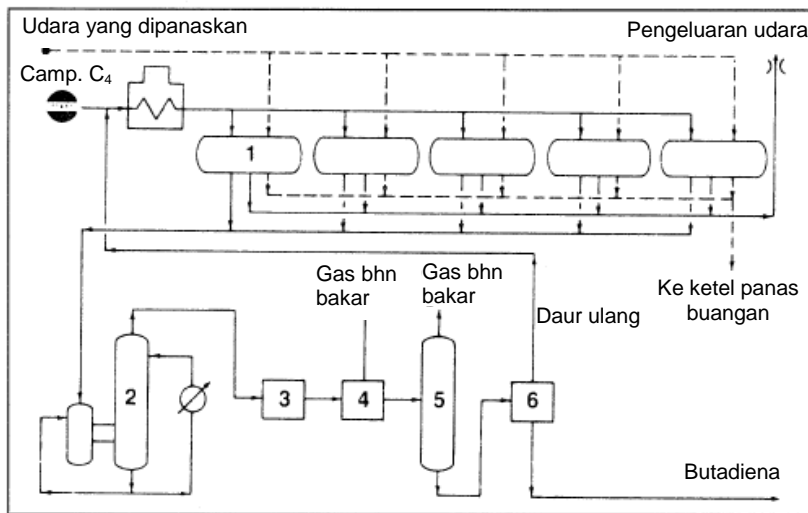 Udara yang dipanaskan
Pengeluaran udara
Camp. C₄
1
Gas bhn
bakar
Gas bhn
bakar
Daur ulang
Ke ketel panas
buangan
2
3
4
5
6
Butadiena